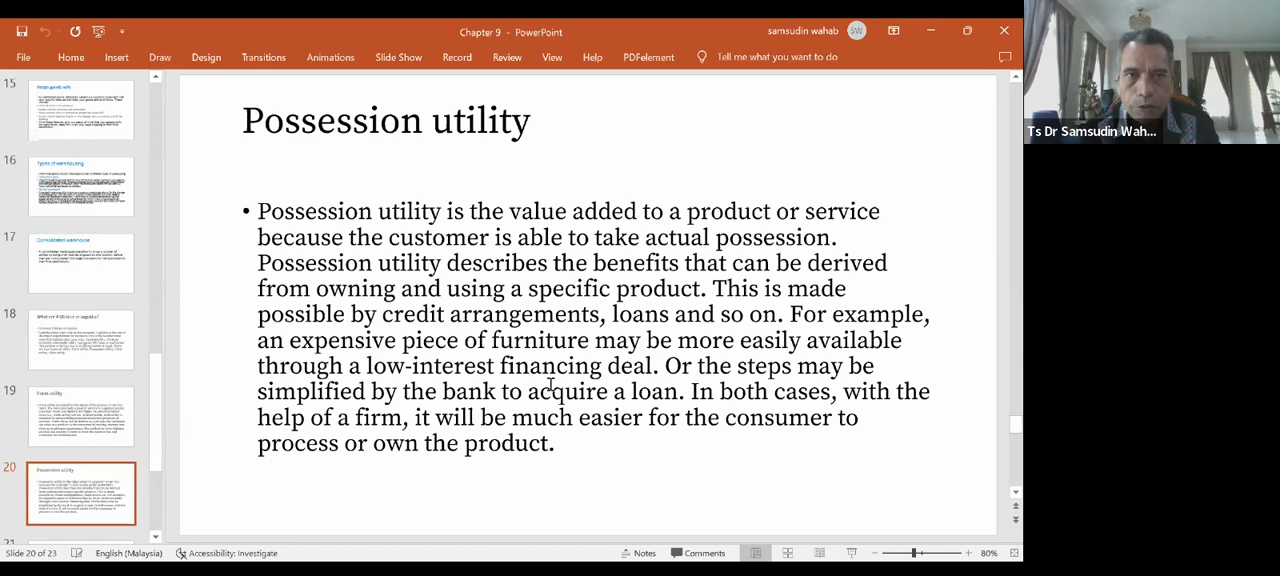 Chapter 9 - PowerPoint
samsudin wahab
SW
File Home Insert Draw Design Transitions Animations Slide Show Record Review View Help PDFelement Tell me what you want to do
Ts Dr Samsudin Wah...
15
16
Types of warehousing
17
Consolidated warehouse
18
19
Form utility
20
Possession utility
21
Possession utility
• Possession utility is the value added to a product or service
because the customer is able to take actual possession.
Possession utility describes the benefits that can be derived
from owning and using a specific product. This is made
possible by credit arrangements, loans and so on. For example,
an expensive piece of furniture may be more easily available
through a low-interest financing deal. Or the steps may be
simplified by the bank to acquire a loan. In both cases, with the
help of a firm, it will be much easier for the consumer to
process or own the product.
Slide 20 of 23 English (Malaysia) Accessibility: Investigate Notes Comments 80%